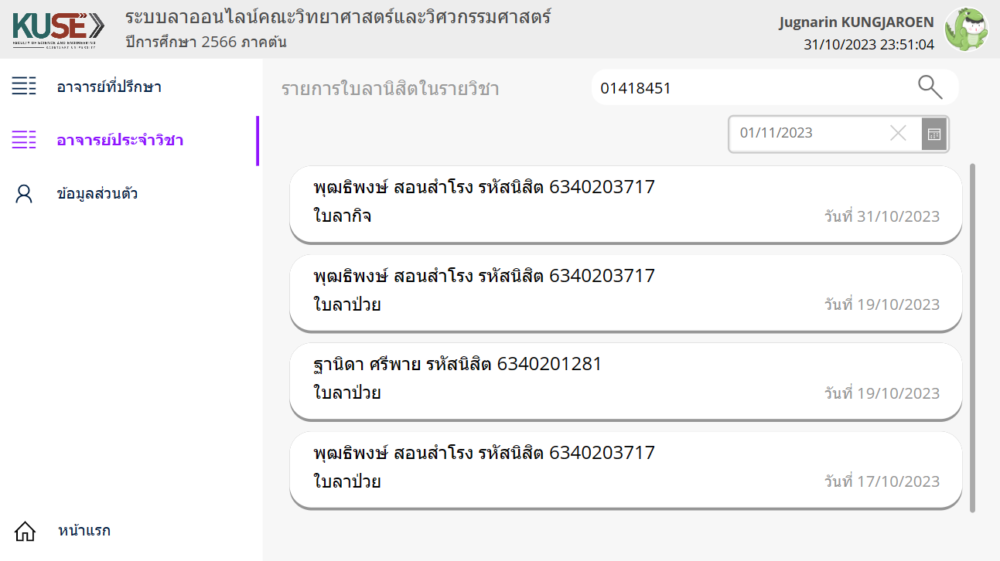 KUSE
FACULTY OF SCIENCE AND ENGINEERING
KASETSART UNIVERSITY
ระบบลาออนไลน์คณะวิทยาศาสตร์และวิศวกรรมศาสตร์
ปีการศึกษา 2566 ภาคต้น
Jugnarin KUNGJAROEN
31/10/2023 23:51:04
อาจารย์ที่ปรึกษา
อาจารย์ประจำวิชา
ข้อมูลส่วนตัว
หน้าแรก
รายการใบลานิสิตในรายวิชา
01418451
01/11/2023
พุฒธิพงษ์ สอนสำโรง รหัสนิสิต 6340203717
ใบลากิจ
วันที่ 31/10/2023
พุฒธิพงษ์ สอนสำโรง รหัสนิสิต 6340203717
ใบลาป่วย
วันที่ 19/10/2023
ฐานิดา ศรีพาย รหัสนิสิต 6340201281
ใบลาป่วย
วันที่ 19/10/2023
พุฒธิพงษ์ สอนสำโรง รหัสนิสิต 6340203717
ใบลาป่วย
วันที่ 17/10/2023